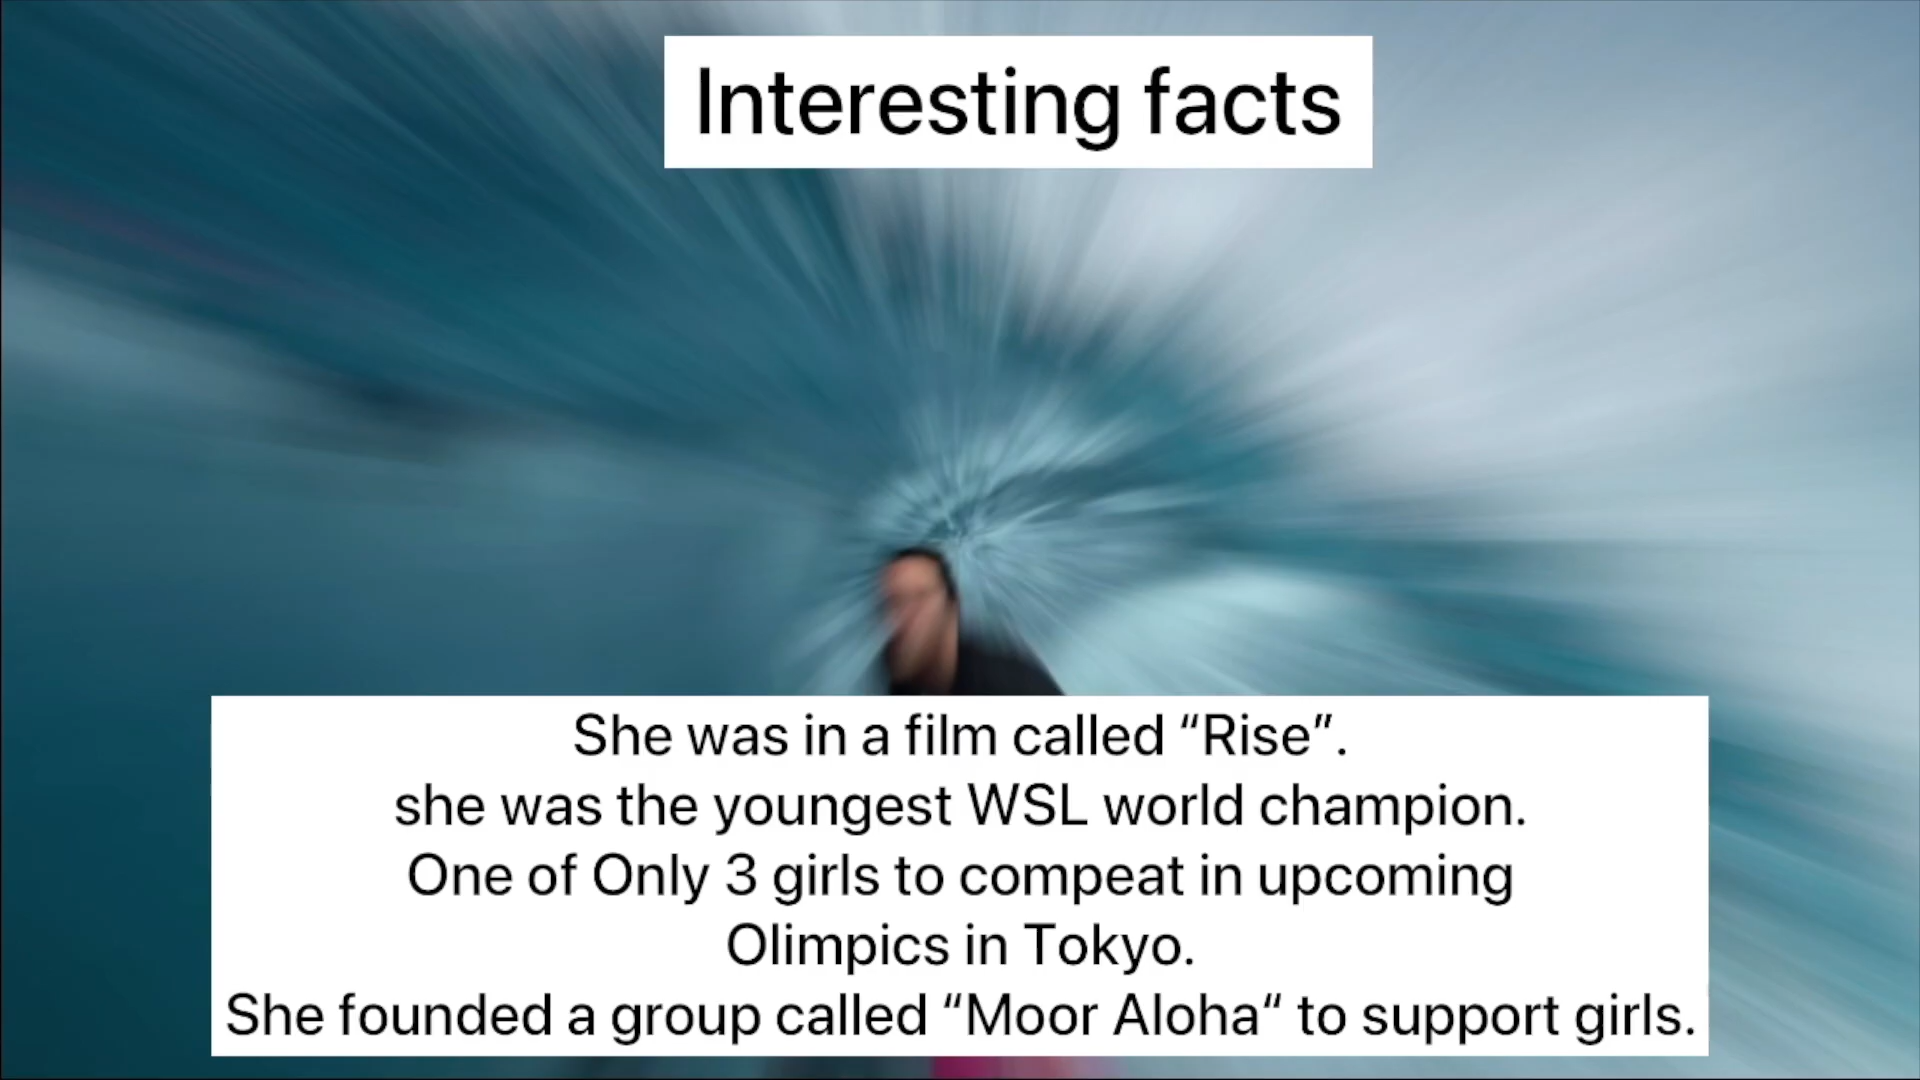 Interesting facts
She was in a film called “Rise”.
she was the youngest WSL world champion.
One of Only 3 girls to compeat in upcoming
Olimpics in Tokyo.
She founded a group called “Moor Aloha“ to support girls.